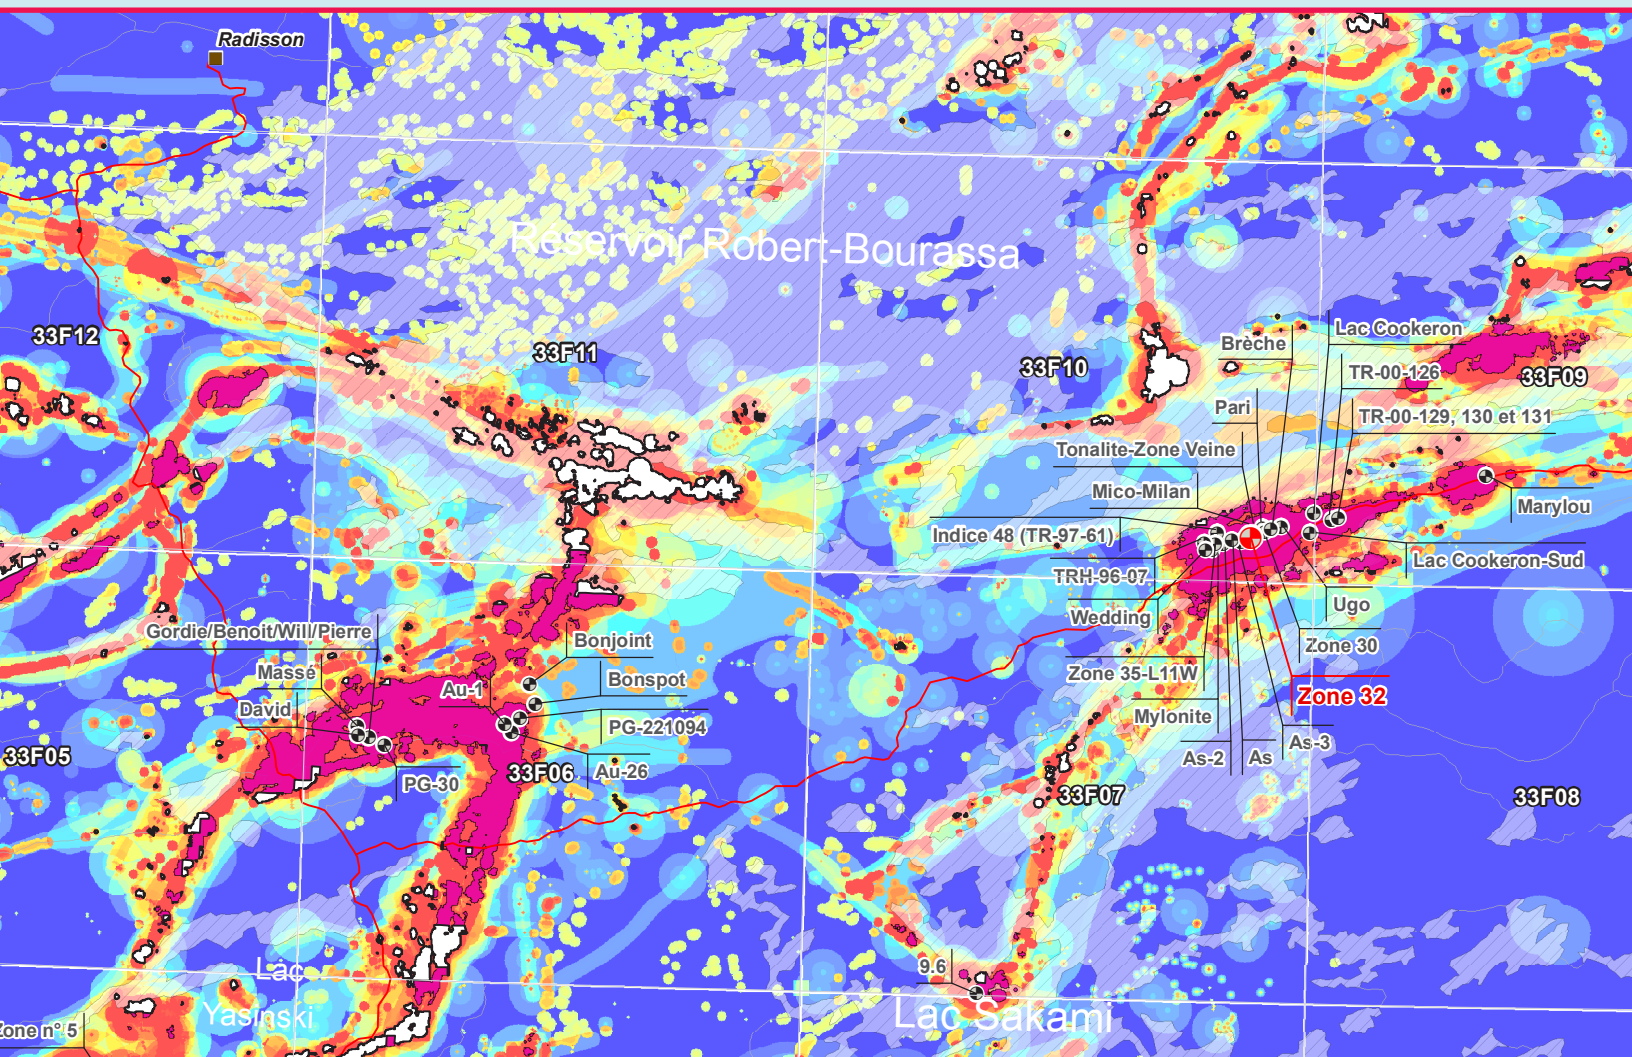 Radisson
Réservoir Robert-Bourassa
33F12
33F11
33F10
33F09
Brèche
Lac Cookeron
TR-00-126
Pari
TR-00-129, 130 et 131
Tonalite-Zone Veine
Mico-Milan
Marylou
Indice 48 (TR-97-61)
Lac Cookeron-Sud
TRH-96-07
Ugo
Wedding
Gordie/Benoit/Will/Pierre
Bonjoint
Zone 30
Masse
Zone 35-L11W
Au-1
Bonspot
Zone 32
David
Mylonite
PG-221094
As-2
As
As-3
33F05
33F06
Au-26
PG-30
33F07
33F08
9.6
Lac
Yasinski
Lac Sakami
Zone n° 5